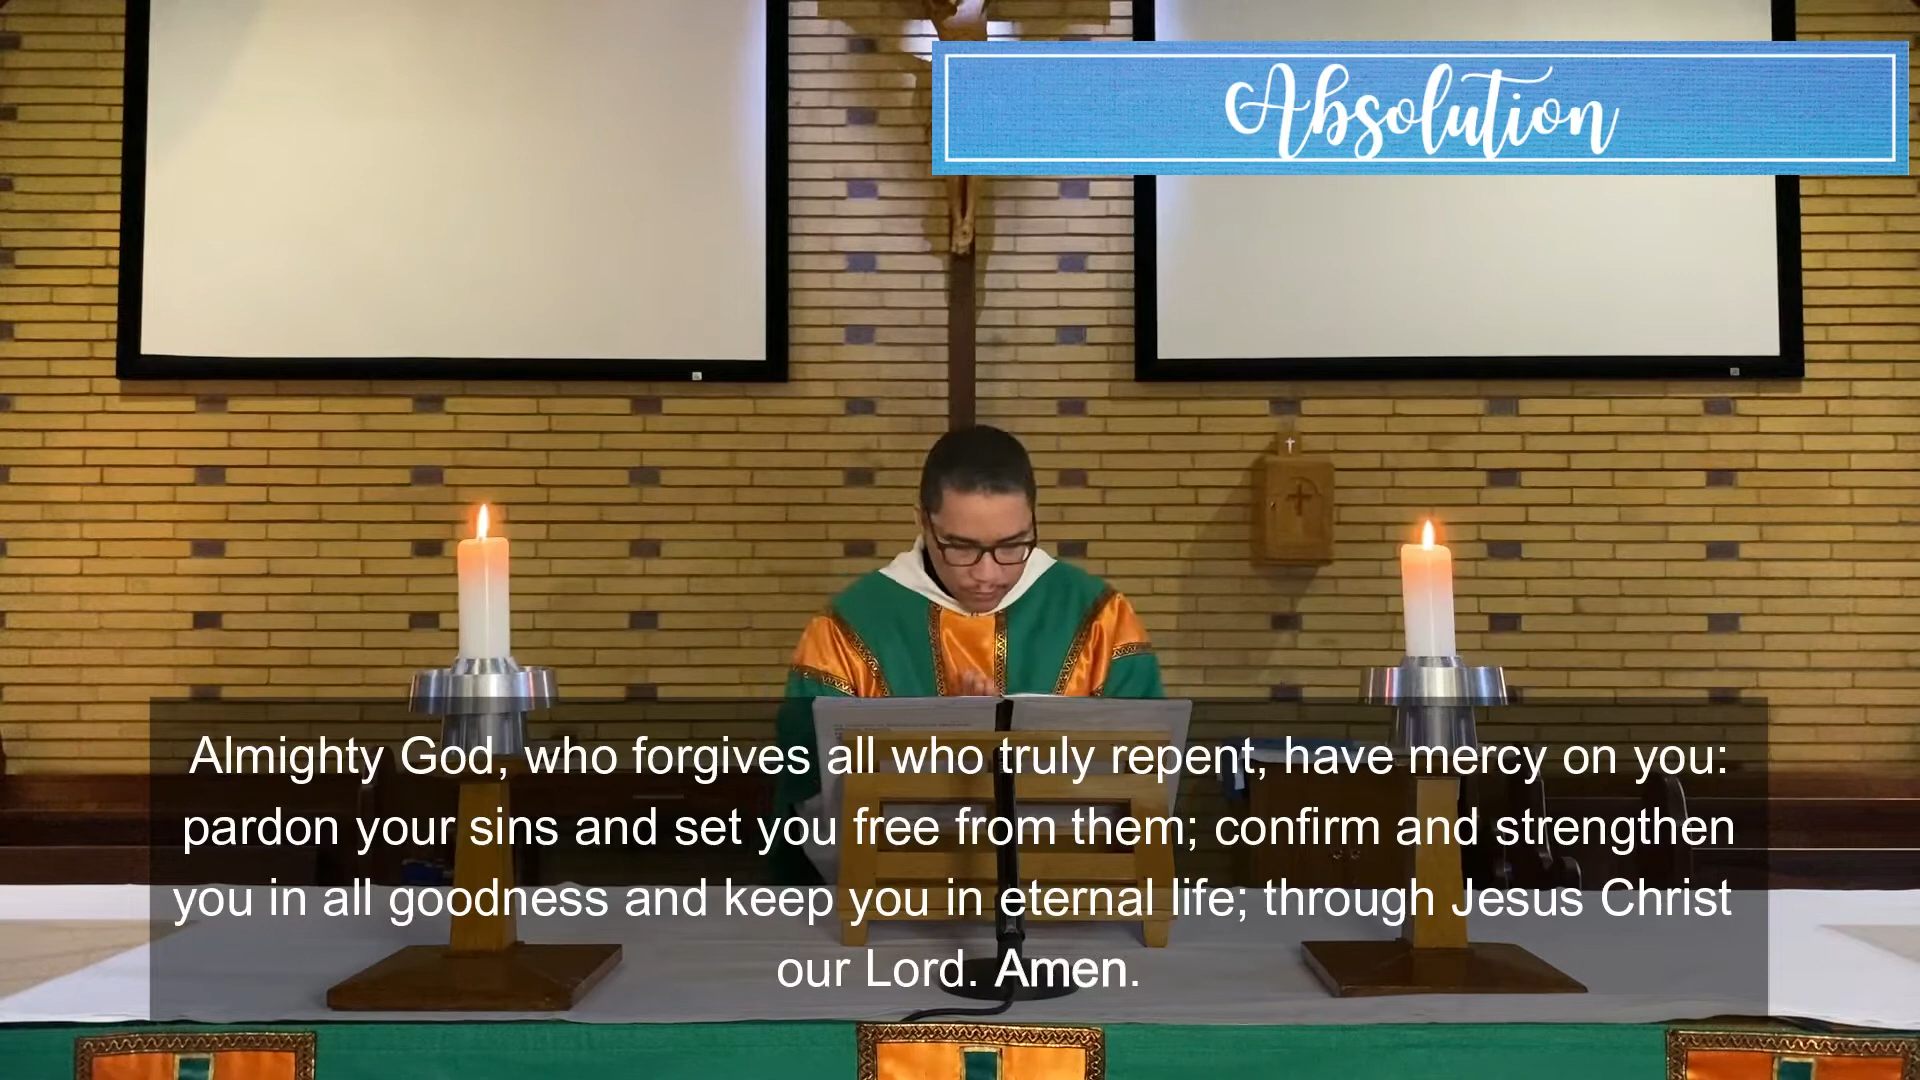 Absolution
Almighty God, who forgives all who truly repent, have mercy on you:
pardon your sins and set you free from them; confirm and strengthen
you in all goodness and keep you in eternal life; through Jesus Christ
our Lord. Amen.